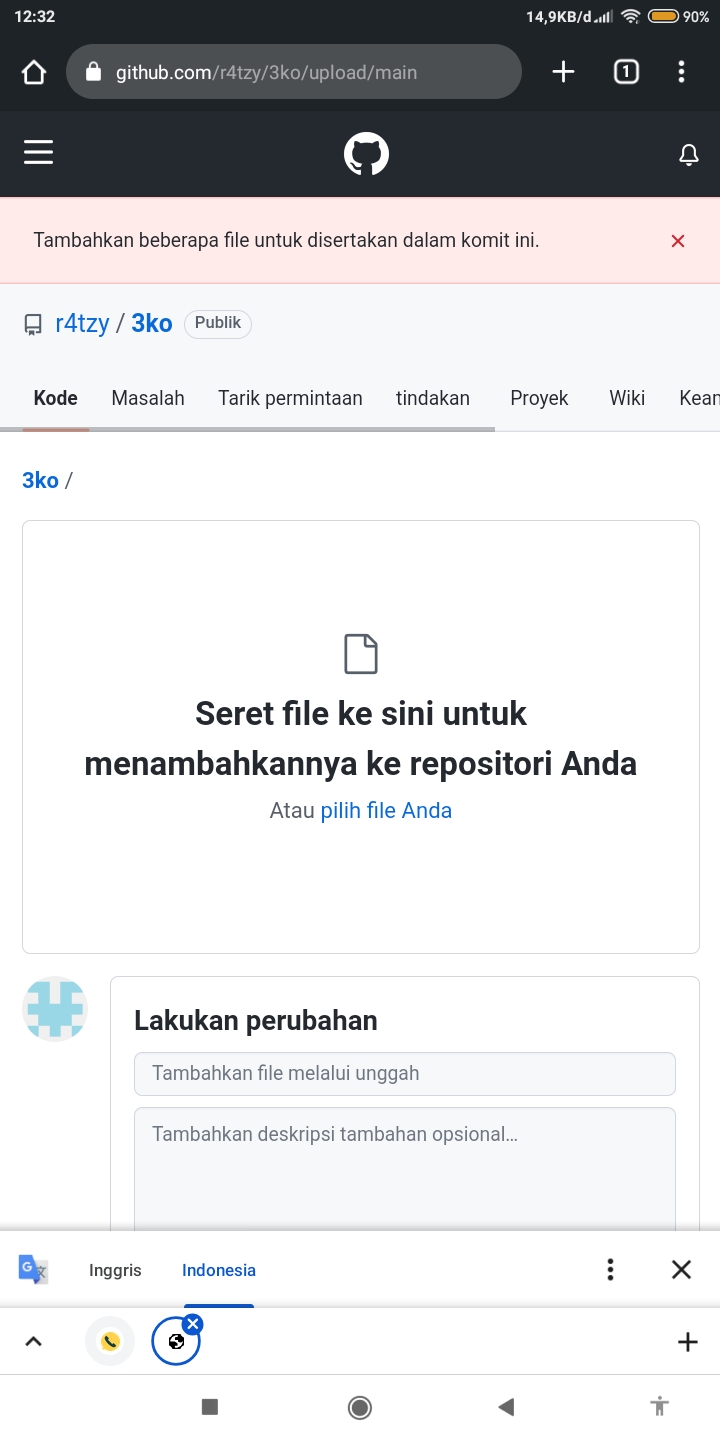 12:32
14,9KB/d
90%
github.com/r4tzy/3ko/upload/main
1
Tambahkan beberapa file untuk disertakan dalam komit ini.
r4tzy / 3ko Publik
Kode Masalah Tarik permintaan tindakan Proyek Wiki Kear
3ko /
Seret file ke sini untuk
menambahkannya ke repositori Anda
Atau pilih file Anda
Lakukan perubahan
Tambahkan file melalui unggah
Tambahkan deskripsi tambahan opsional...
Inggris Indonesia